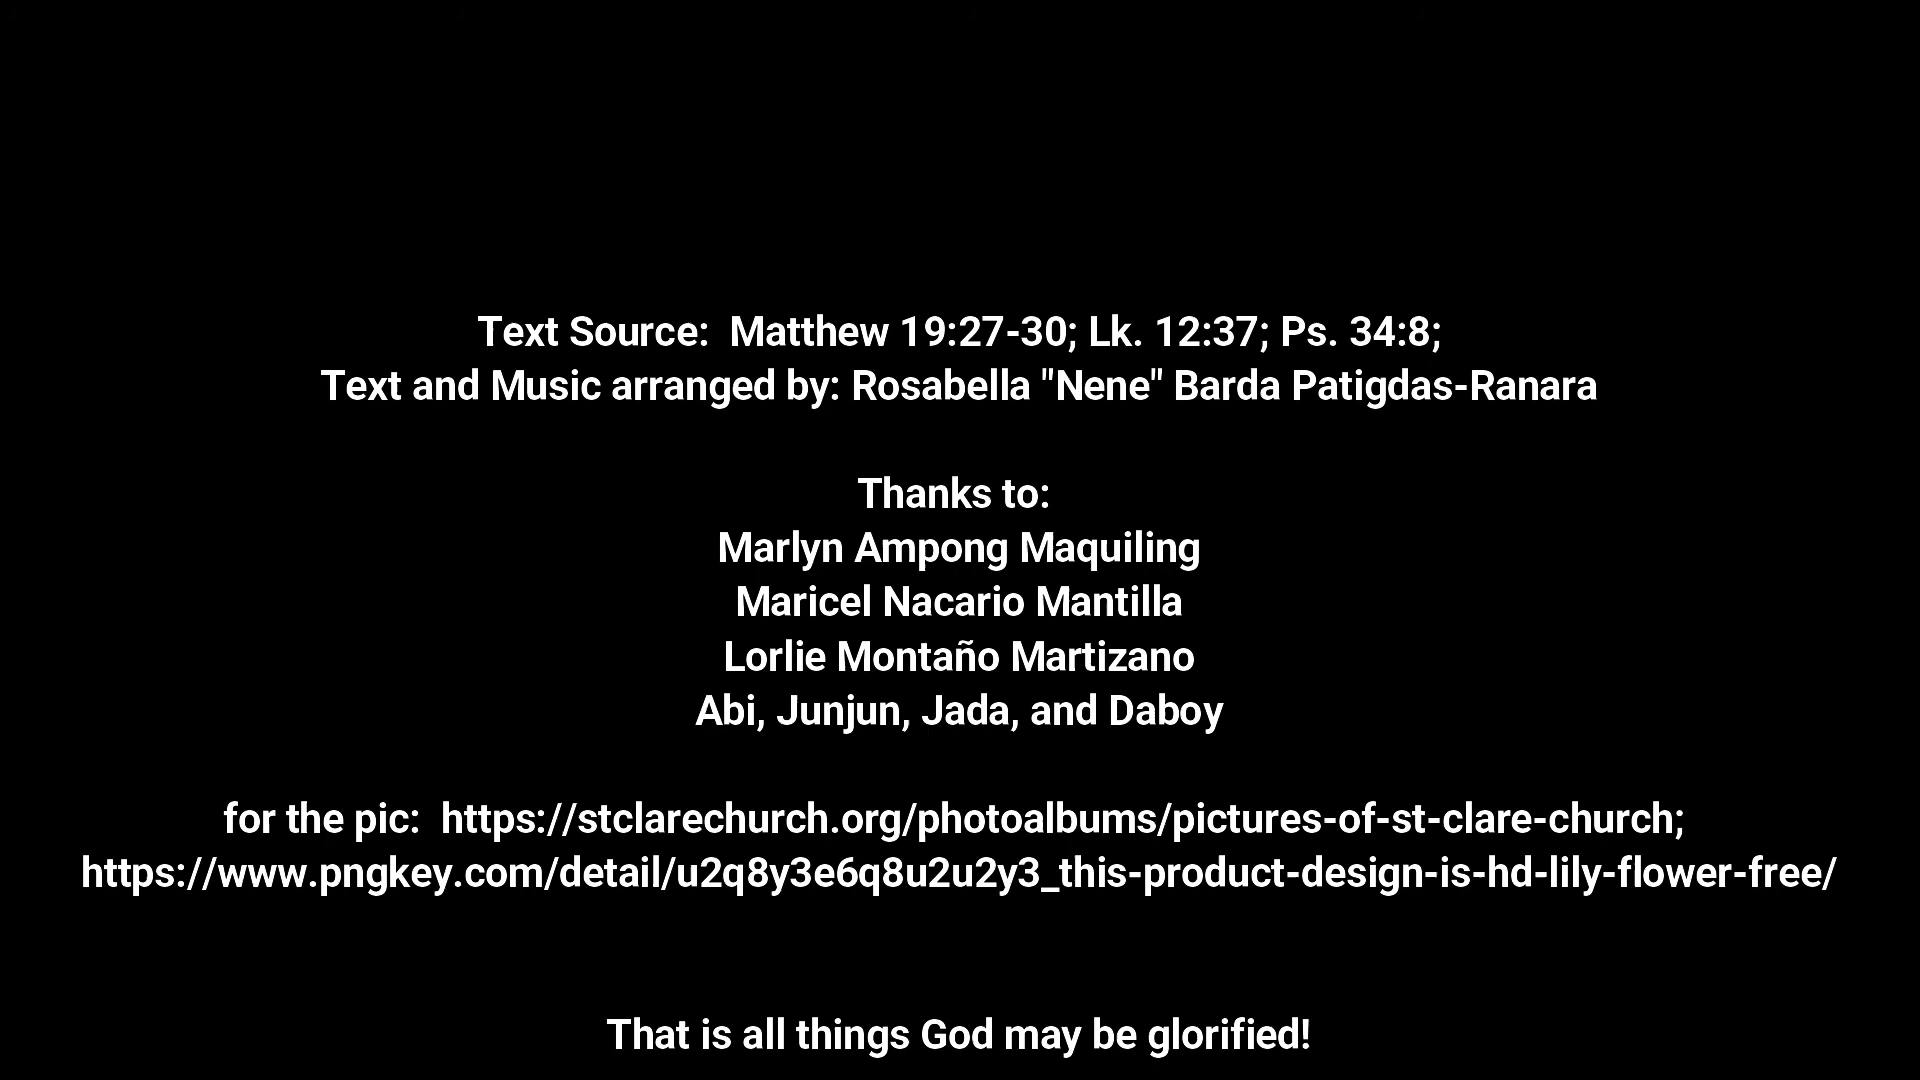 Text Source:  Matthew 19:27-30; Lk. 12:37; Ps. 34:8;
Text and Music arranged by: Rosabella "Nene" Barda Patigdas-Ranara
Thanks to:
Marlyn Ampong Maquiling
Maricel Nacario Mantilla
Lorlie Montaño Martizano
Abi, Junjun, Jada, and Daboy
for the pic:  https://stclarechurch.org/photoalbums/pictures-of-st-clare-church;
https://www.pngkey.com/detail/u2q8y3e6q8u2u2y3_this-product-design-is-hd-lily-flower-free/
That is all things God may be glorified!